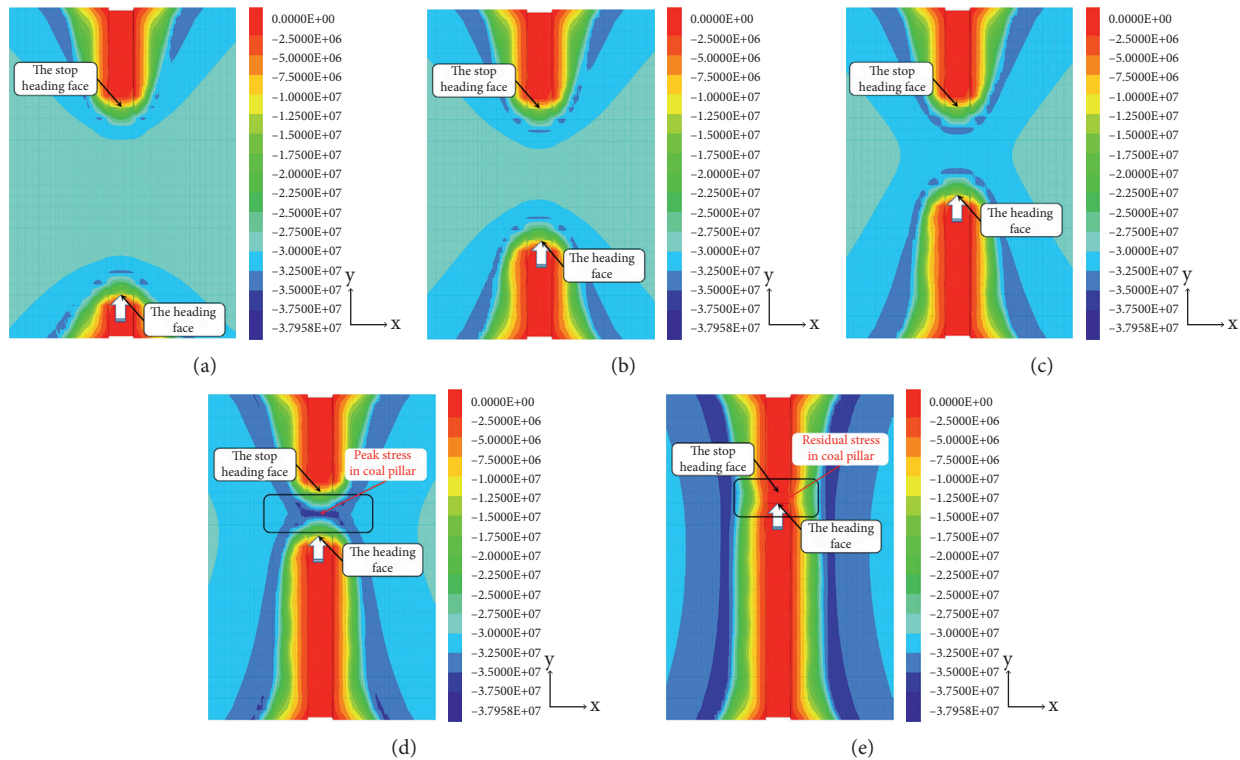 The stop
heading face
The heading
face
0.0000E+00
−2.5000E+06
−5.0000E+06
−7.5000E+06
−1.0000E+07
−1.2500E+07
−1.5000E+07
−1.7500E+07
−2.0000E+07
−2.2500E+07
−2.5000E+07
−2.7500E+07
−3.0000E+07
−3.2500E+07
−3.5000E+07
−3.7500E+07
−3.7958E+07
y
x
(a)
The stop
heading face
The heading
face
0.0000E+00
−2.5000E+06
−5.0000E+06
−7.5000E+06
−1.0000E+07
−1.2500E+07
−1.5000E+07
−1.7500E+07
−2.0000E+07
−2.2500E+07
−2.5000E+07
−2.7500E+07
−3.0000E+07
−3.2500E+07
−3.5000E+07
−3.7500E+07
−3.7958E+07
y
x
(b)
The stop
heading face
The heading
face
0.0000E+00
−2.5000E+06
−5.0000E+06
−7.5000E+06
−1.0000E+07
−1.2500E+07
−1.5000E+07
−1.7500E+07
−2.0000E+07
−2.2500E+07
−2.5000E+07
−2.7500E+07
−3.0000E+07
−3.2500E+07
−3.5000E+07
−3.7500E+07
−3.7958E+07
y
x
(c)
The stop
heading face
Peak stress
in coal pillar
The heading
face
0.0000E+00
−2.5000E+06
−5.0000E+06
−7.5000E+06
−1.0000E+07
−1.2500E+07
−1.5000E+07
−1.7500E+07
−2.0000E+07
−2.2500E+07
−2.5000E+07
−2.7500E+07
−3.0000E+07
−3.2500E+07
−3.5000E+07
−3.7500E+07
−3.7958E+07
y
x
(d)
Residual stress
in coal pillar
The stop
heading face
The heading
face
0.0000E+00
−2.5000E+06
−5.0000E+06
−7.5000E+06
−1.0000E+07
−1.2500E+07
−1.5000E+07
−1.7500E+07
−2.0000E+07
−2.2500E+07
−2.5000E+07
−2.7500E+07
−3.0000E+07
−3.2500E+07
−3.5000E+07
−3.7500E+07
−3.7958E+07
y
x
(e)